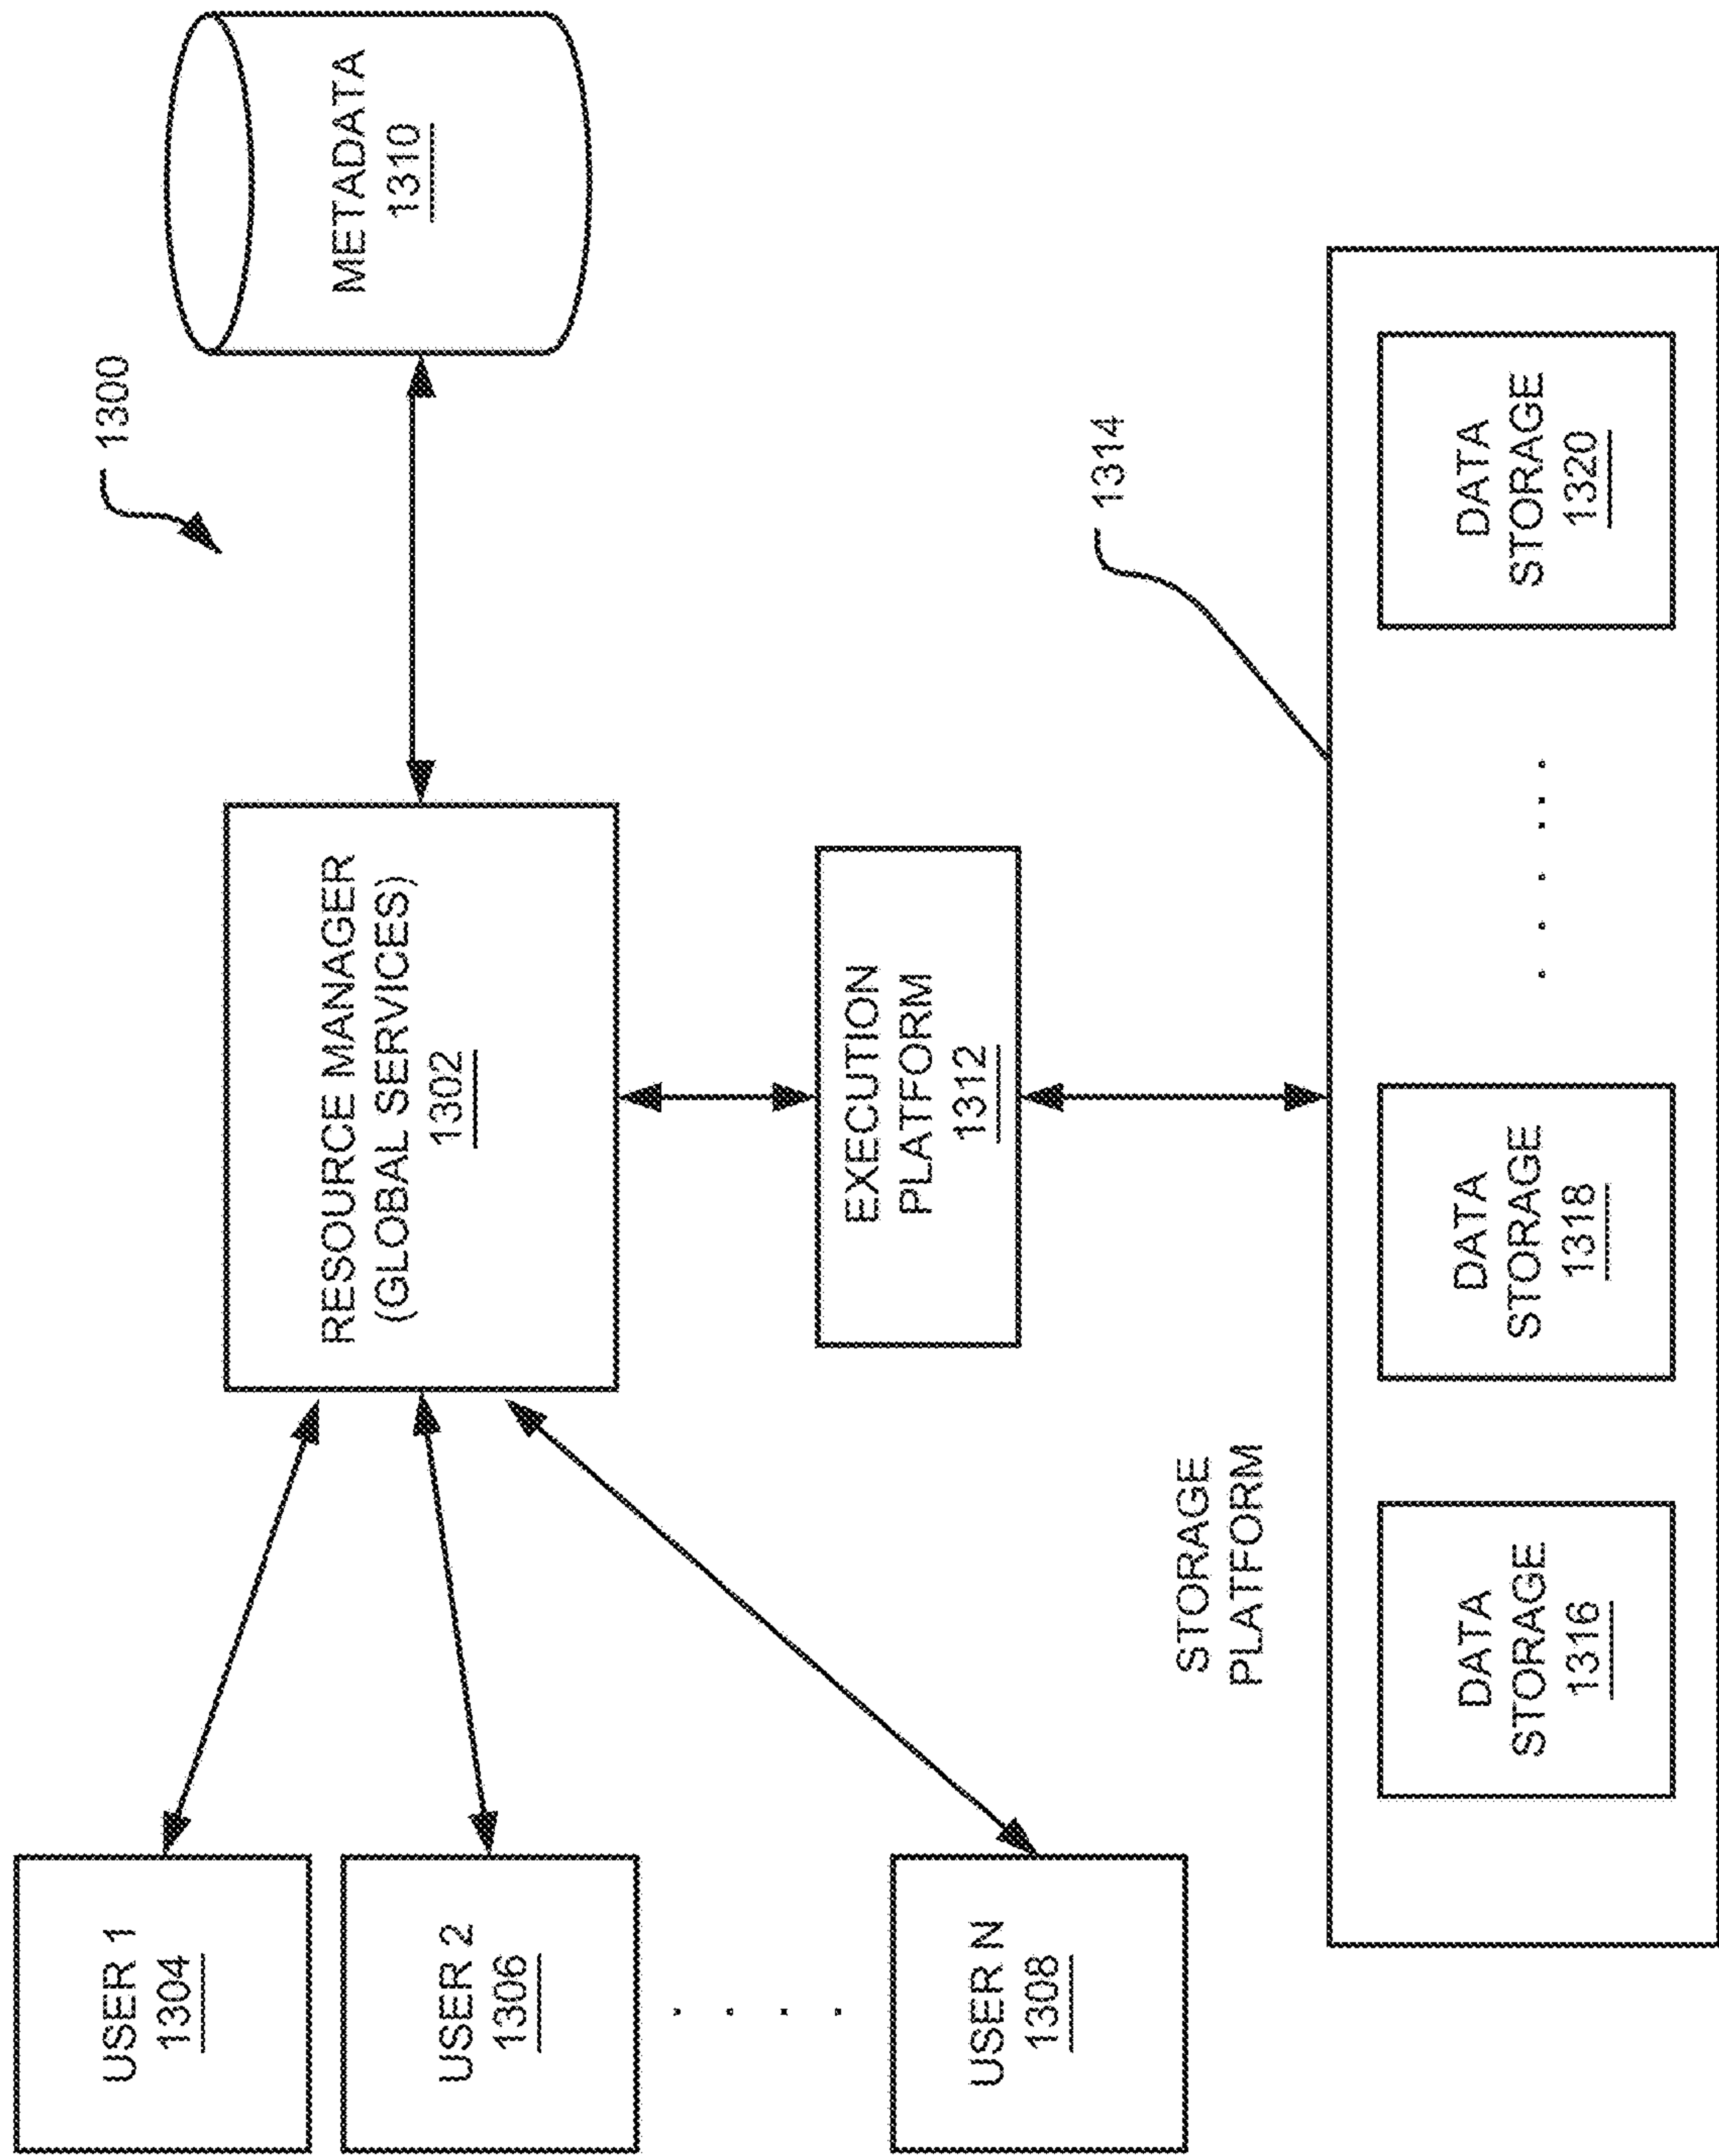 1300
USER 1
1304
USER 2
1306
USER N
1308
RESOURCE MANAGER
(GLOBAL SERVICES)
1302
METADATA
1310
EXECUTION
PLATFORM
1312
STORAGE
PLATFORM
1314
DATA
STORAGE
1316
DATA
STORAGE
1318
DATA
STORAGE
1320